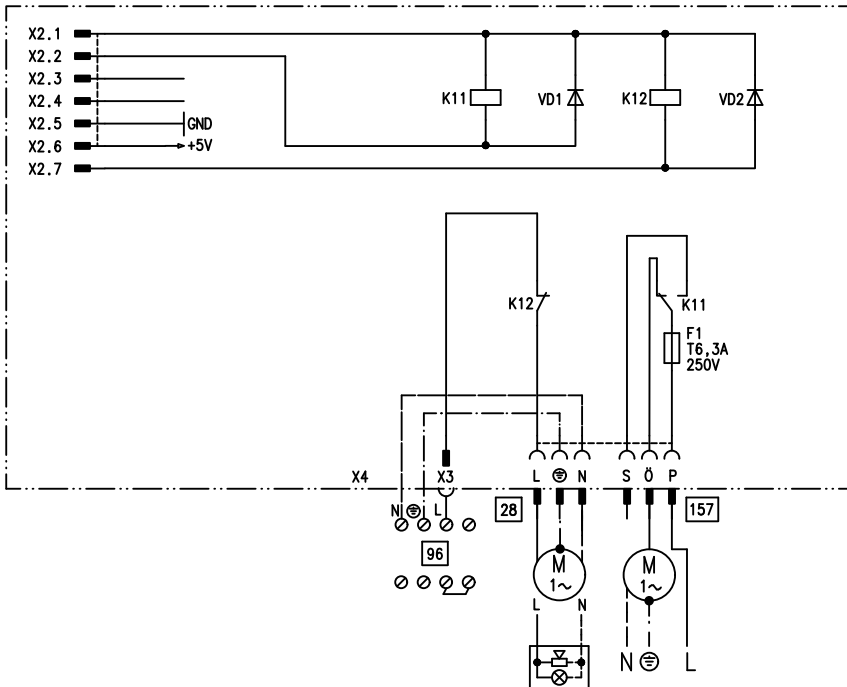 X2.1
X2.2
X2.3
X2.4
X2.5 GND
X2.6 +5V
X2.7
K11 VD1 K12 VD2
K12 K11
F1
T6,3A
250V
X4 X3 L N S Ö P
N L 28 157
96
M M
1~ 1~
L N
N L